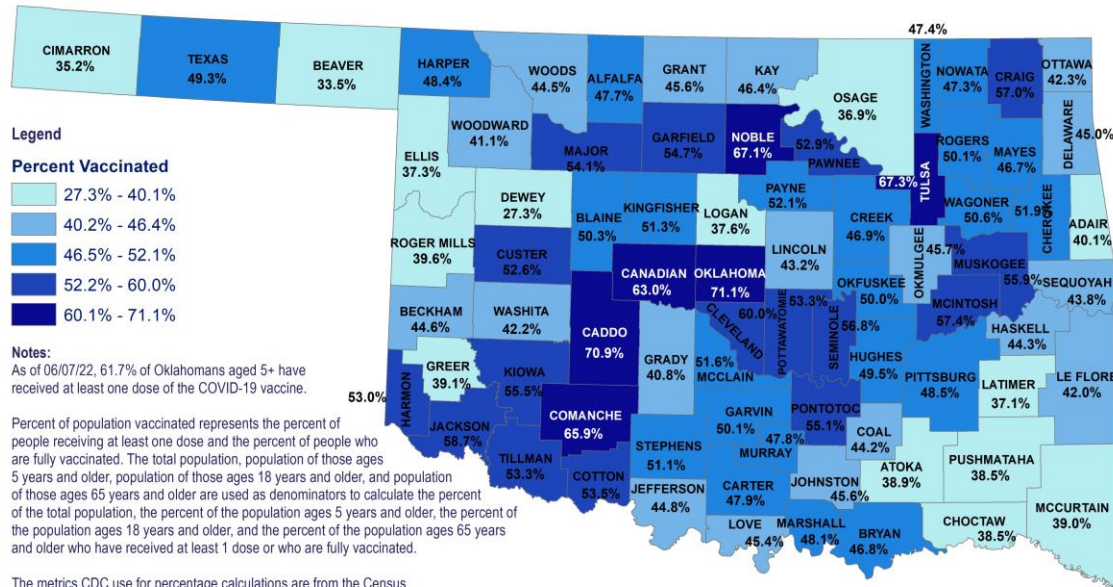 47.4%
CIMARRON
35.2%
TEXAS
49.3%
BEAVER
33.5%
HARPER
48.4%
WOODS
44.5%
ALFALFA
47.7%
GRANT
45.6%
KAY
46.4%
OSAGE
36.9%
WASHINGTON
NOWATA
47.3%
CRAIG
57.0%
OTTAWA
42.3%
DELAWARE
45.0%
ELLIS
37.3%
WOODWARD
41.1%
MAJOR
54.1%
GARFIELD
54.7%
NOBLE
67.1%
52.9%
PAWNEE
67.3%
TULSA
ROGERS
50.1%
MAYES
46.7%
Legend
Percent Vaccinated
27.3% - 40.1%
40.2% - 46.4%
46.5% - 52.1%
52.2% - 60.0%
60.1% - 71.1%
DEWEY
27.3%
BLAINE
50.3%
KINGFISHER
51.3%
LOGAN
37.6%
PAYNE
52.1%
CREEK
46.9%
WAGONER
50.6%
51.9%
CHEROKEE
ADAIR
40.1%
ROGER MILLS
39.6%
CUSTER
52.6%
CANADIAN
63.0%
OKLAHOMA
71.1%
LINCOLN
43.2%
OKMULGEE
45.7%
MUSKOGEE
55.9%
SEQUOYAH
43.8%
OKFUSKEE
50.0%
MCINTOSH
57.4%
BECKHAM
44.6%
WASHITA
42.2%
CADDO
70.9%
GRADY
40.8%
60.0%
CLEVELAND
53.3%
POTTAWATOMIE
SEMINOLE
56.8%
HUGHES
49.5%
PITTSBURG
48.5%
HASKELL
44.3%
LATIMER
37.1%
LE FLORE
42.0%
Notes:
As of 06/07/22, 61.7% of Oklahomans aged 5+ have
received at least one dose of the COVID-19 vaccine.
GREER
39.1%
53.0%
HARMON
KIOWA
55.5%
51.6%
MCCLAIN
JACKSON
58.7%
COMANCHE
65.9%
GARVIN
50.1%
PONTOTOC
55.1%
COAL
44.2%
TILLMAN
53.3%
COTTON
53.5%
STEPHENS
51.1%
47.8%
MURRAY
JOHNSTON
45.6%
ATOKA
38.9%
PUSHMATAHA
38.5%
MCCURTAIN
39.0%
JEFFERSON
44.8%
CARTER
47.9%
LOVE
45.4%
MARSHALL
48.1%
BRYAN
46.8%
CHOCTAW
38.5%
Percent of population vaccinated represents the percent of
people receiving at least one dose and the percent of people who
are fully vaccinated. The total population, population of those ages
5 years and older, population of those ages 18 years and older, and population
of those ages 65 years and older are used as denominators to calculate the percent
of the total population, the percent of the population ages 5 years and older, the percent of
the population ages 18 years and older, and the percent of the population ages 65 years
and older who have received at least 1 dose or who are fully vaccinated.
The metrics CDC use for percentage calculations are from the Census